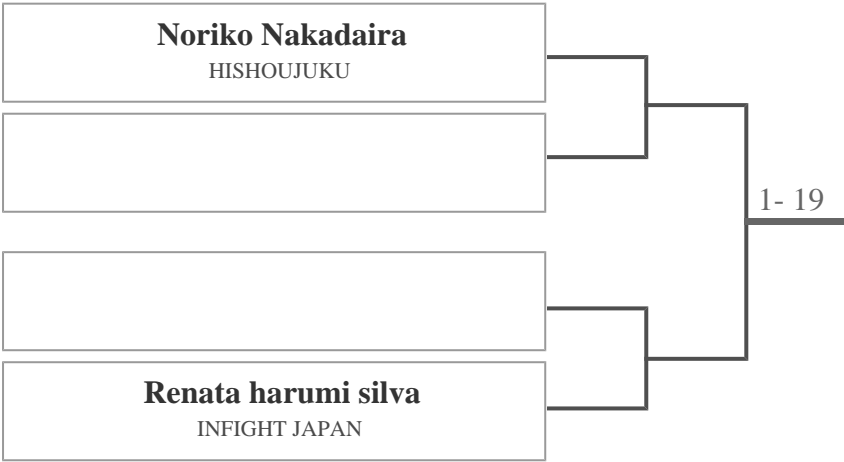 Noriko Nakadaira
HISHOUJUKU
1- 19
Renata harumi silva
INFIGHT JAPAN